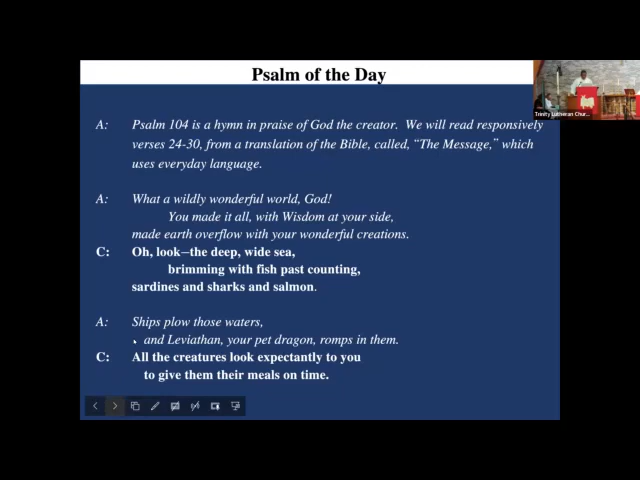 Psalm of the Day
Trinity Lutheran Chur...
A: Psalm 104 is a hymn in praise of God the creator. We will read responsively
verses 24-30, from a translation of the Bible, called, “The Message,” which
uses everyday language.
A: What a wildly wonderful world, God!
You made it all, with Wisdom at your side,
made earth overflow with your wonderful creations.
C: Oh, look–the deep, wide sea,
brimming with fish past counting,
sardines and sharks and salmon.
A: Ships plow those waters,
and Leviathan, your pet dragon, romps in them.
C: All the creatures look expectantly to you
to give them their meals on time.